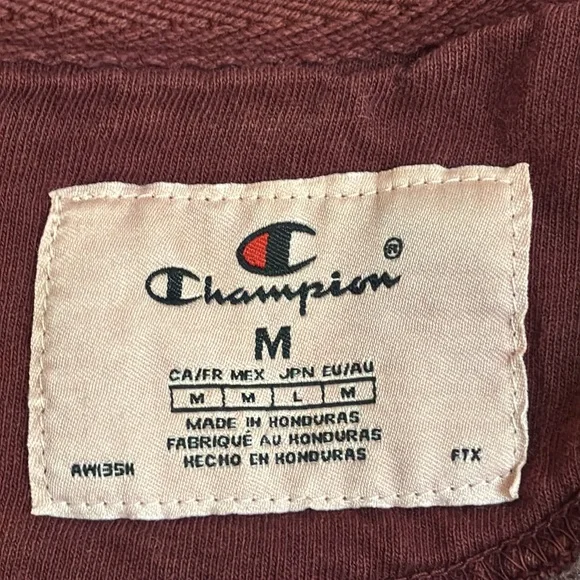 Champion®
M
CA/FR MEX JPN EU/AU
M M L M
MADE IN HONDURAS
FABRIQUÉ AU HONDURAS
HECHO EN HONDURAS
AW135H FTX